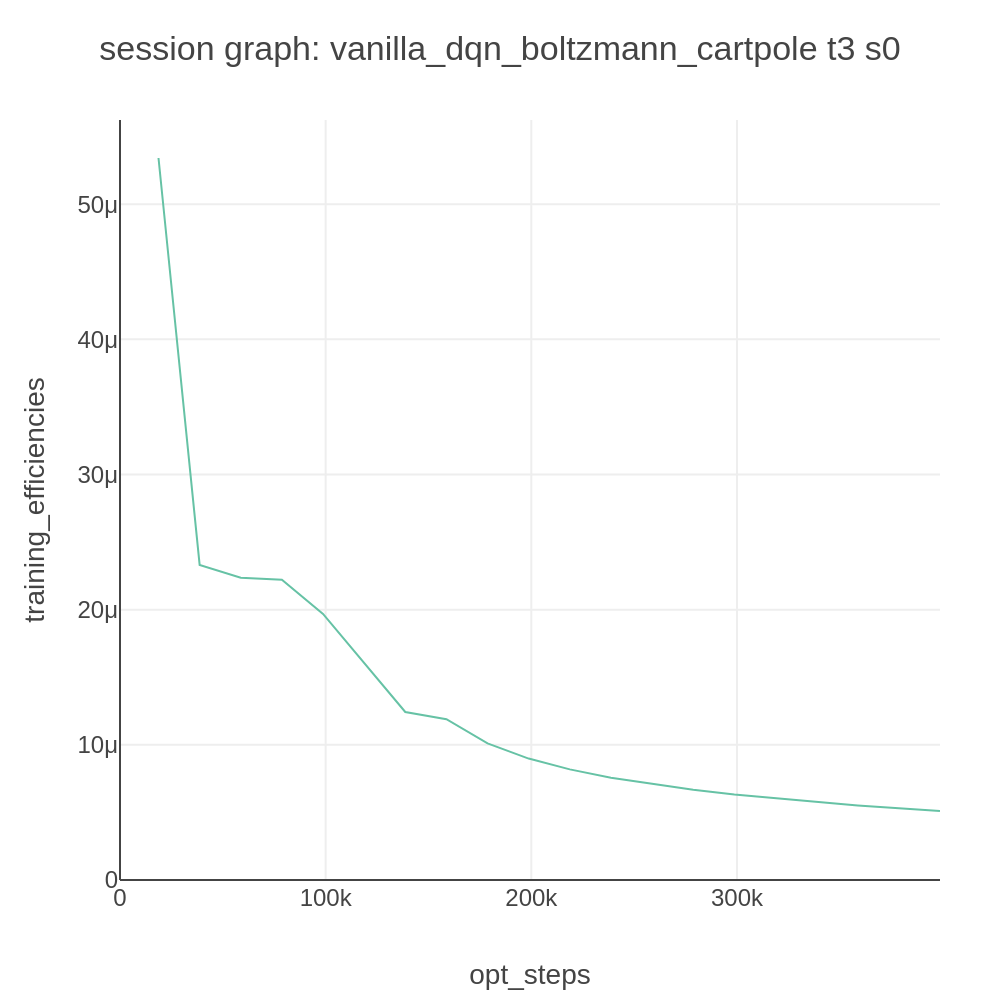 session graph: vanilla_dqn_boltzmann_cartpole t3 s0
training_efficiencies
50μ
40μ
30μ
20μ
10μ
0
0
100k
200k
300k
opt_steps